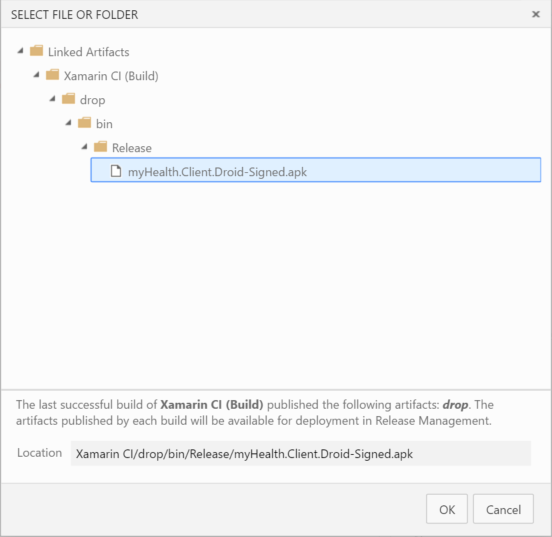 SELECT FILE OR FOLDER
Linked Artifacts
Xamarin CI (Build)
drop
bin
Release
myHealth.Client.Droid-Signed.apk
The last successful build of Xamarin CI (Build) published the following artifacts: drop. The
artifacts published by each build will be available for deployment in Release Management.
Location Xamarin CI/drop/bin/Release/myHealth.Client.Droid-Signed.apk
OK Cancel